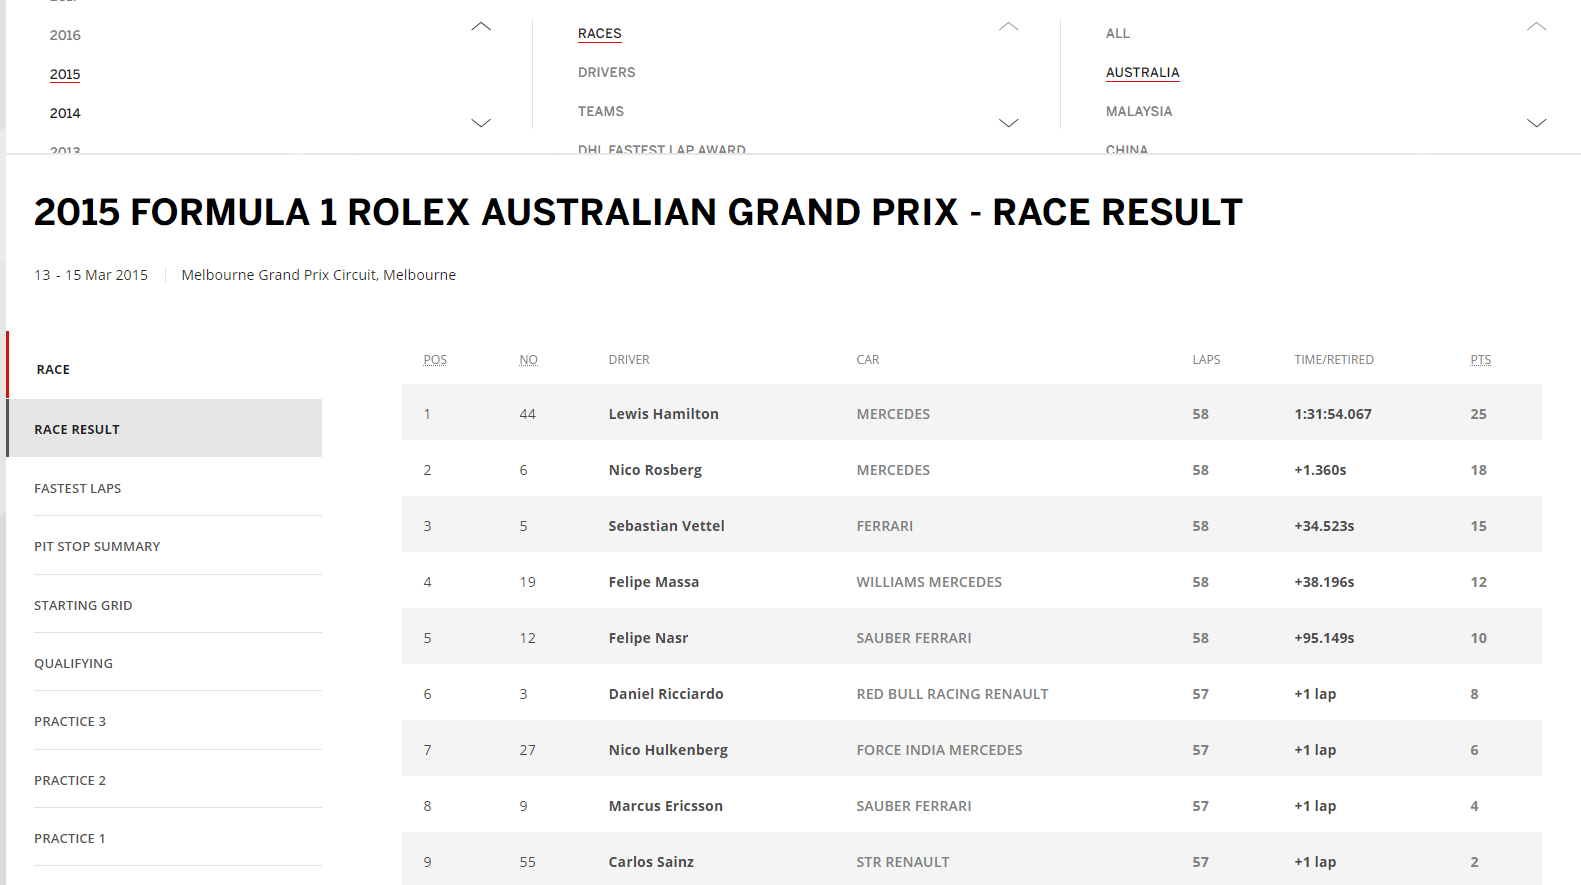 2016
2015
2014
2013
RACES
DRIVERS
TEAMS
DHL FASTEST LAP AWARD
ALL
AUSTRALIA
MALAYSIA
CHINA
2015 FORMULA 1 ROLEX AUSTRALIAN GRAND PRIX - RACE RESULT
13 - 15 Mar 2015 Melbourne Grand Prix Circuit, Melbourne
RACE
RACE RESULT
FASTEST LAPS
PIT STOP SUMMARY
STARTING GRID
QUALIFYING
PRACTICE 3
PRACTICE 2
PRACTICE 1
POS NO DRIVER CAR LAPS TIME/RETIRED PTS
1 44 Lewis Hamilton MERCEDES 58 1:31:54.067 25
2 6 Nico Rosberg MERCEDES 58 +1.360s 18
3 5 Sebastian Vettel FERRARI 58 +34.523s 15
4 19 Felipe Massa WILLIAMS MERCEDES 58 +38.196s 12
5 12 Felipe Nasr SAUBER FERRARI 58 +95.149s 10
6 3 Daniel Ricciardo RED BULL RACING RENAULT 57 +1 lap 8
7 27 Nico Hulkenberg FORCE INDIA MERCEDES 57 +1 lap 6
8 9 Marcus Ericsson SAUBER FERRARI 57 +1 lap 4
9 55 Carlos Sainz STR RENAULT 57 +1 lap 2